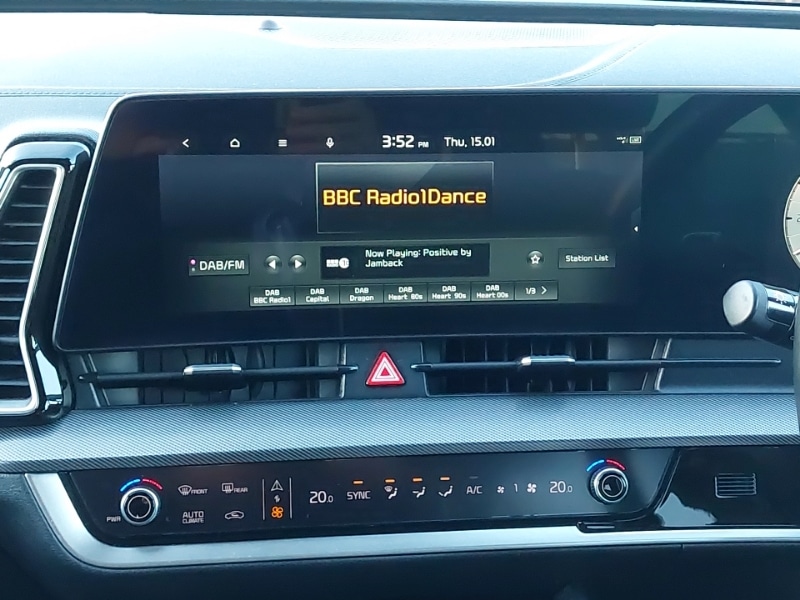 3:52 PM Thu, 15.01
BBC Radio1Dance
DAB/FM
Now Playing: Positive by
Jamback
Station List
DAB
BBC Radio1
DAB
Capital
DAB
Dragon
DAB
Heart 80s
DAB
Heart 90s
DAB
Heart 00s
1/3
PWR
FRONT
REAR
AUTO
CLIMATE
20.0
SYNC
A/C
1
20.0